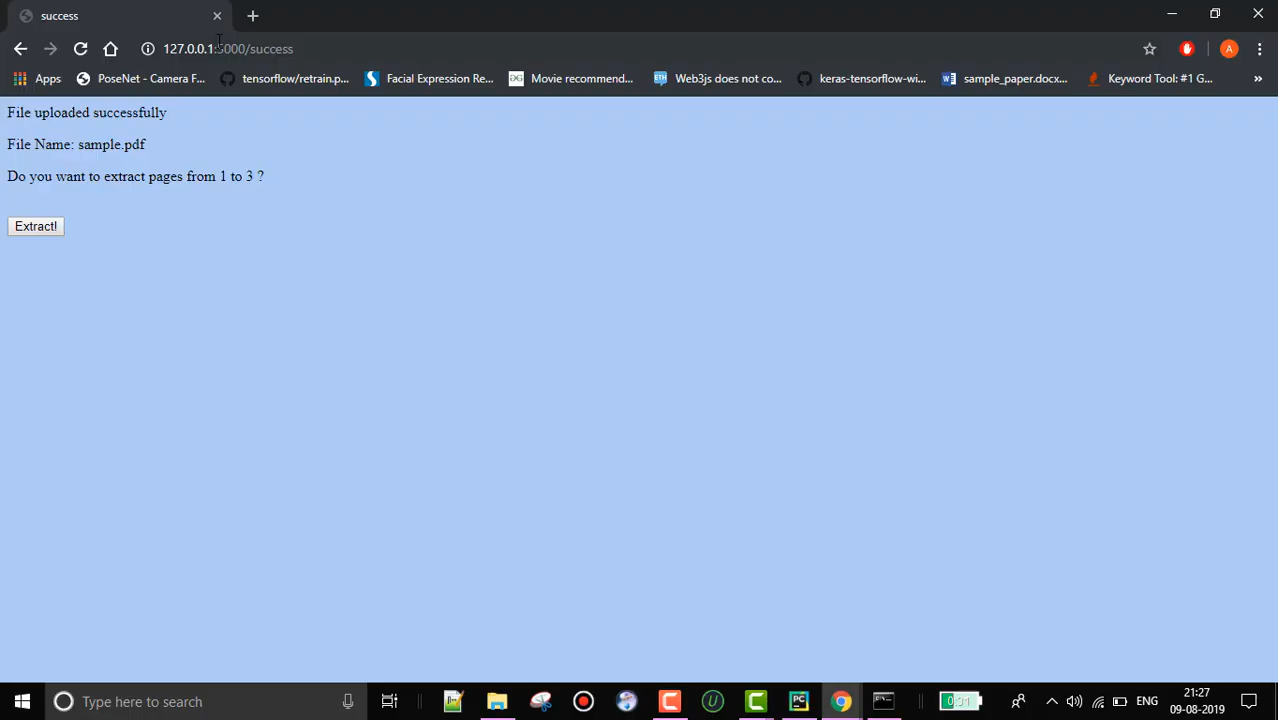 success
127.0.0.1:5000/success
Apps
PoseNet - Camera F...
tensorflow/retrain.p...
Facial Expression Re...
Movie recommend...
Web3js does not co...
keras-tensorflow-wi...
sample_paper.docx...
Keyword Tool: #1 G...
File uploaded successfully
File Name: sample.pdf
Do you want to extract pages from 1 to 3 ?
Extract!
Type here to search
0:31
ENG
21:27
09-08-2019